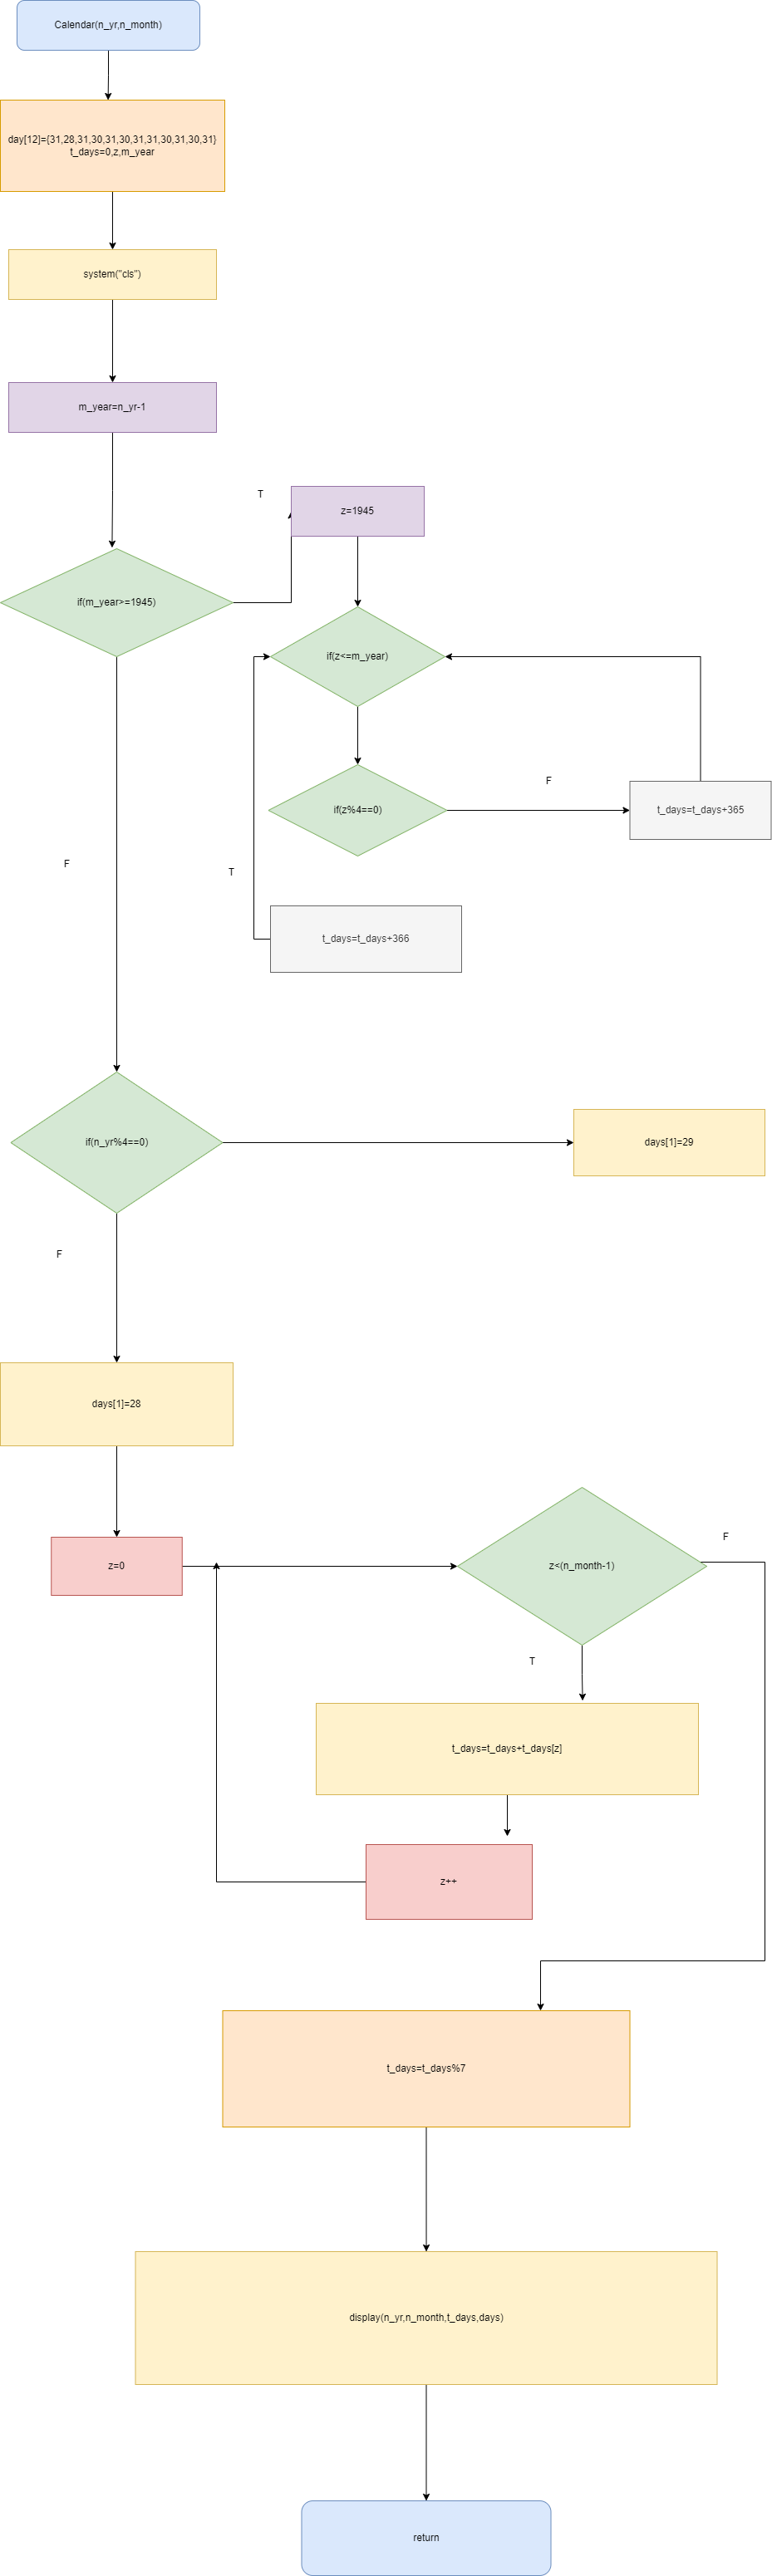 Calendar(n_yr,n_month)
day[12]={31,28,31,30,31,30,31,31,30,31,30,31}
t_days=0,z,m_year
system("cls")
m_year=n_yr-1
T
z=1945
if(m_year>=1945)
if(z<=m_year)
F
if(z%4==0)
t_days=t_days+365
F
T
t_days=t_days+366
if(n_yr%4==0)
days[1]=29
F
days[1]=28
F
z=0
z<(n_month-1)
T
t_days=t_days+t_days[z]
z++
t_days=t_days%7
display(n_yr,n_month,t_days,days)
return